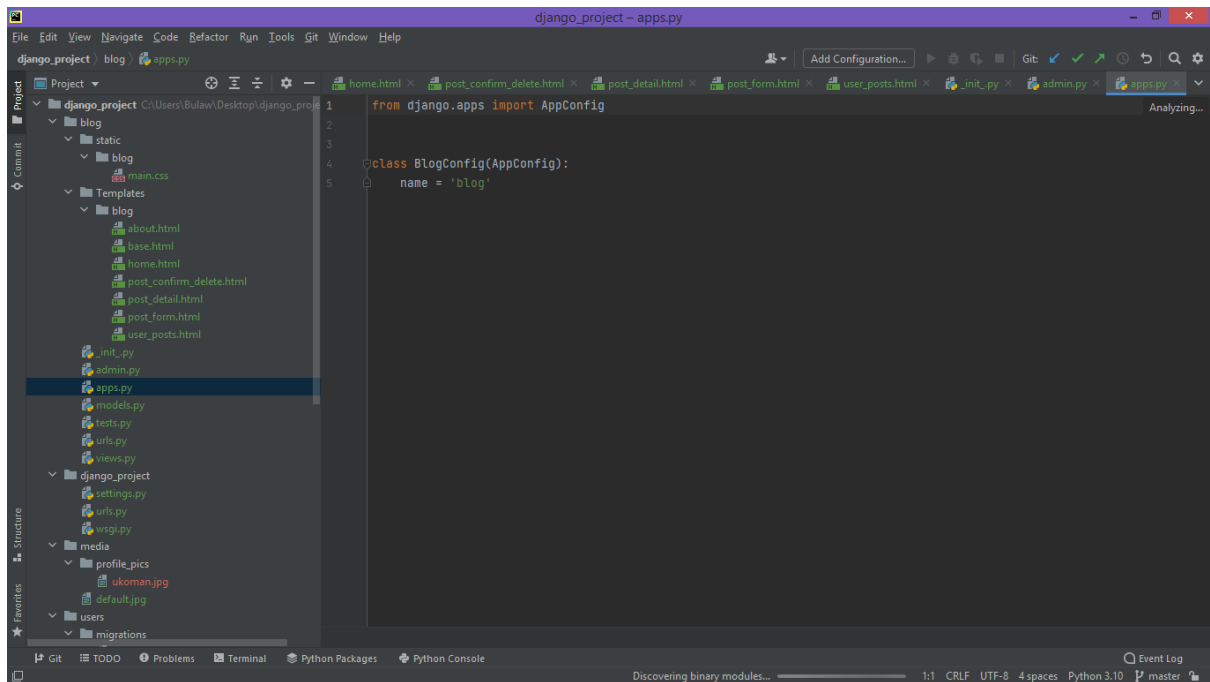 django_project – apps.py
File Edit View Navigate Code Refactor Run Tools Git Window Help
django_project blog apps.py Add Configuration... Git:
Project home.html post_confirm_delete.html post_detail.html post_form.html user_posts.html _init_.py admin.py apps.py
Project
Commit
Structure
Favorites
django_project C:\Users\Bulaw\Desktop\django_proje
blog
static
blog
main.css
Templates
blog
about.html
base.html
home.html
post_confirm_delete.html
post_detail.html
post_form.html
user_posts.html
_init_.py
admin.py
apps.py
models.py
tests.py
urls.py
views.py
django_project
settings.py
urls.py
wsgi.py
media
profile_pics
ukoman.jpg
default.jpg
users
migrations
1 from django.apps import AppConfig
2
3
4 class BlogConfig(AppConfig):
5 name = 'blog'
Analyzing...
Git TODO Problems Terminal Python Packages Python Console Event Log
Discovering binary modules... 1:1 CRLF UTF-8 4 spaces Python 3.10 master